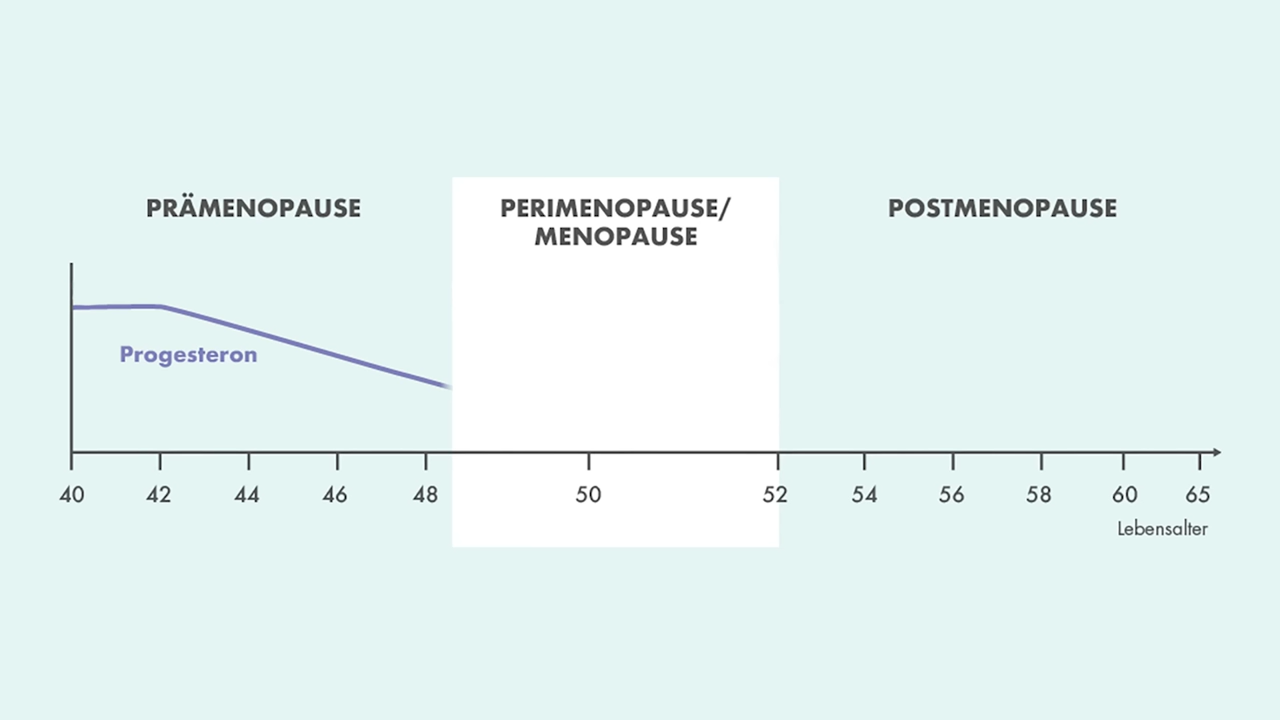 PRÄMENOPAUSE
PERIMENOPAUSE/
MENOPAUSE
POSTMENOPAUSE
Progesteron
40 42 44 46 48 50 52 54 56 58 60 65
Lebensalter